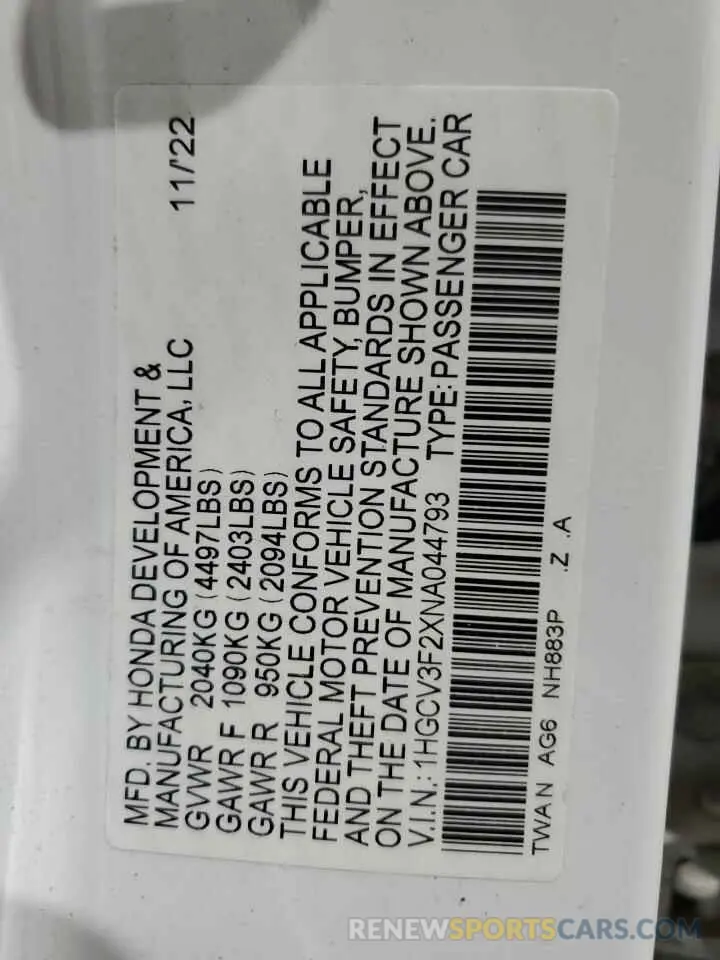 MFD. BY HONDA DEVELOPMENT &
MANUFACTURING OF AMERICA, LLC 11/22
GVWR 2040KG (4497LBS)
GAWR F 1090KG (2403LBS)
GAWR R 950KG (2094LBS)
THIS VEHICLE CONFORMS TO ALL APPLICABLE
FEDERAL MOTOR VEHICLE SAFETY, BUMPER,
AND THEFT PREVENTION STANDARDS IN EFFECT
ON THE DATE OF MANUFACTURE SHOWN ABOVE.
V.I.N.: 1HGCV3F2XNA044793 TYPE: PASSENGER CAR
TWAN AG6 NH883P .Z .A
RENEWSPORTSCARS.COM